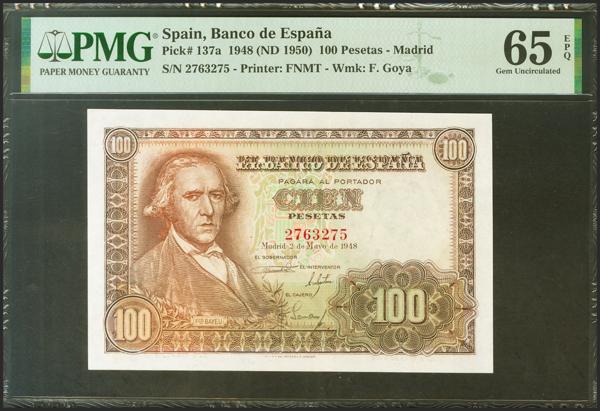 PMG
PAPER MONEY GUARANTY
Spain, Banco de España
Pick# 137a 1948 (ND 1950) 100 Pesetas - Madrid
S/N 2763275 - Printer: FNMT - Wmk: F. Goya
65 EPQ
Gem Uncirculated
100
100
EL BANCO DE ESPAÑA
PAGARÁ AL PORTADOR
CIEN
PESETAS
2763275
Madrid 2 de Mayo de 1948
EL GOBERNADOR
EL INTERVENTOR
EL CAJERO
FCO BAYEU
100
100